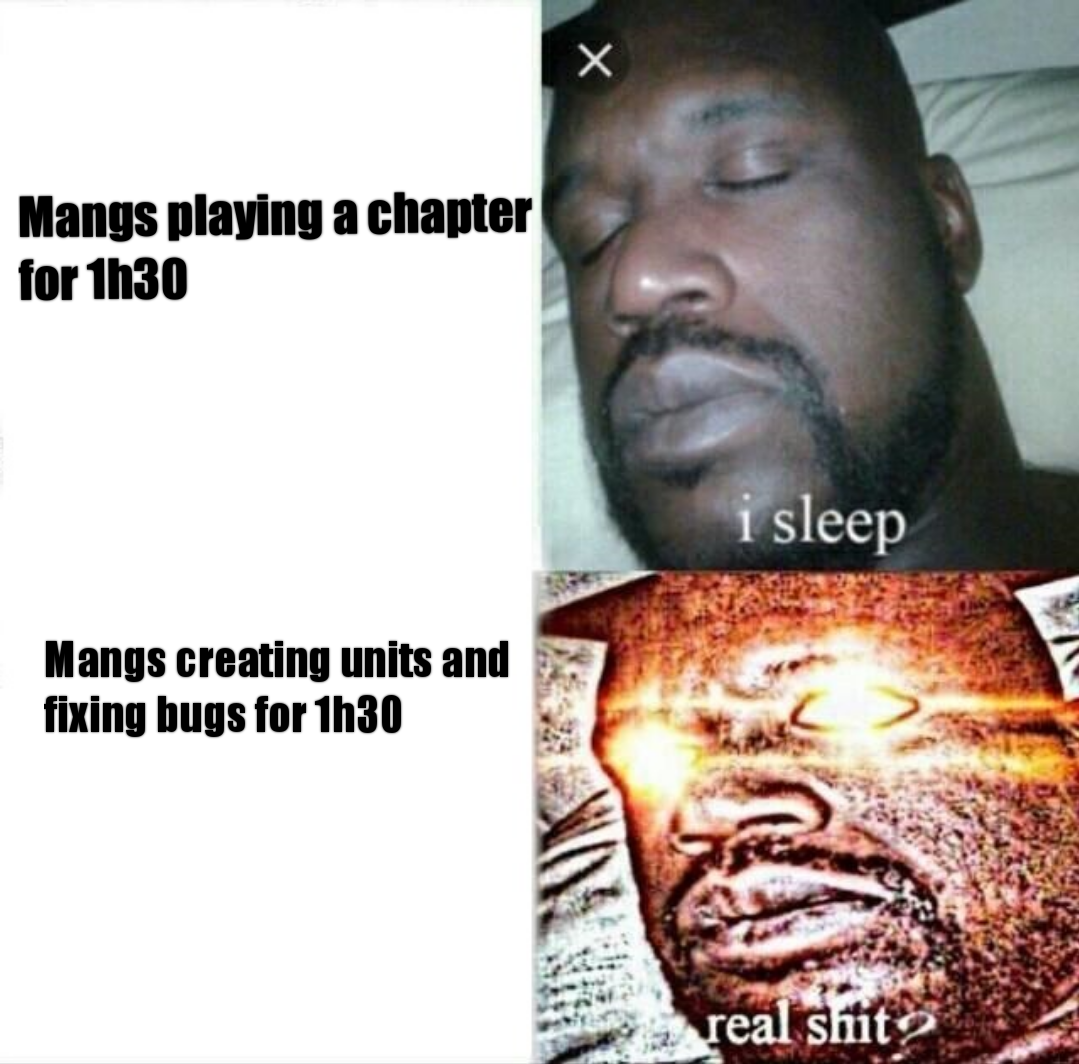 Mangs playing a chapter
for 1h30
i sleep
Mangs creating units and
fixing bugs for 1h30
real shit?